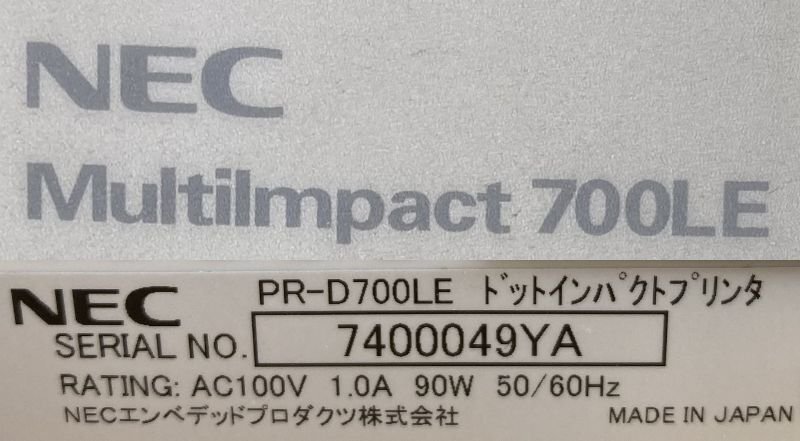 NEC
MultiImpact 700LE
NEC PR-D700LE ﾄﾞｯﾄｲﾝﾊﾟｸﾄﾌﾟﾘﾝﾀ
SERIAL NO. 7400049YA
RATING: AC100V 1.0A 90W 50/60Hz
NECエンベデッドプロダクツ株式会社 MADE IN JAPAN